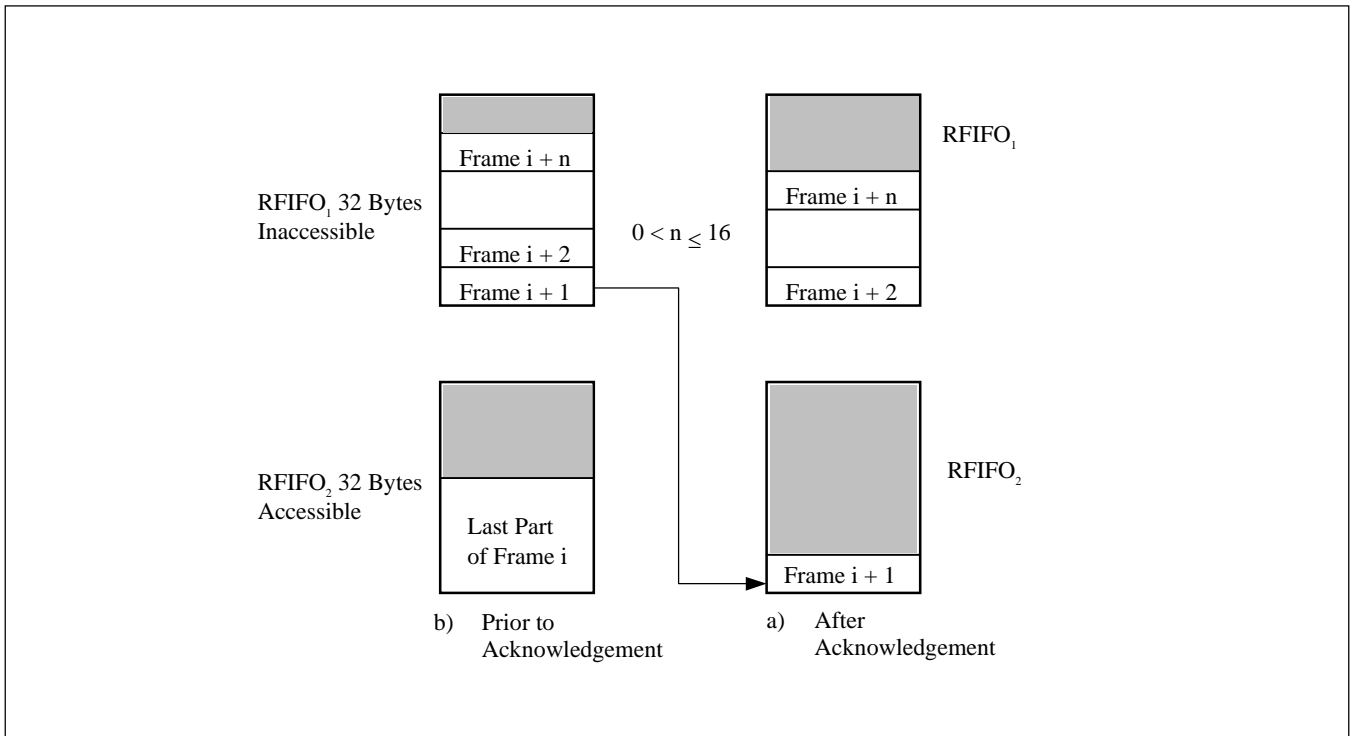 Frame i + n
RFIFO₁ 32 Bytes
Inaccessible
Frame i + 2
Frame i + 1
0 < n ≤ 16
RFIFO₁
Frame i + n
Frame i + 2
RFIFO₂ 32 Bytes
Accessible
Last Part
of Frame i
RFIFO₂
Frame i + 1
b) Prior to
Acknowledgement
a) After
Acknowledgement